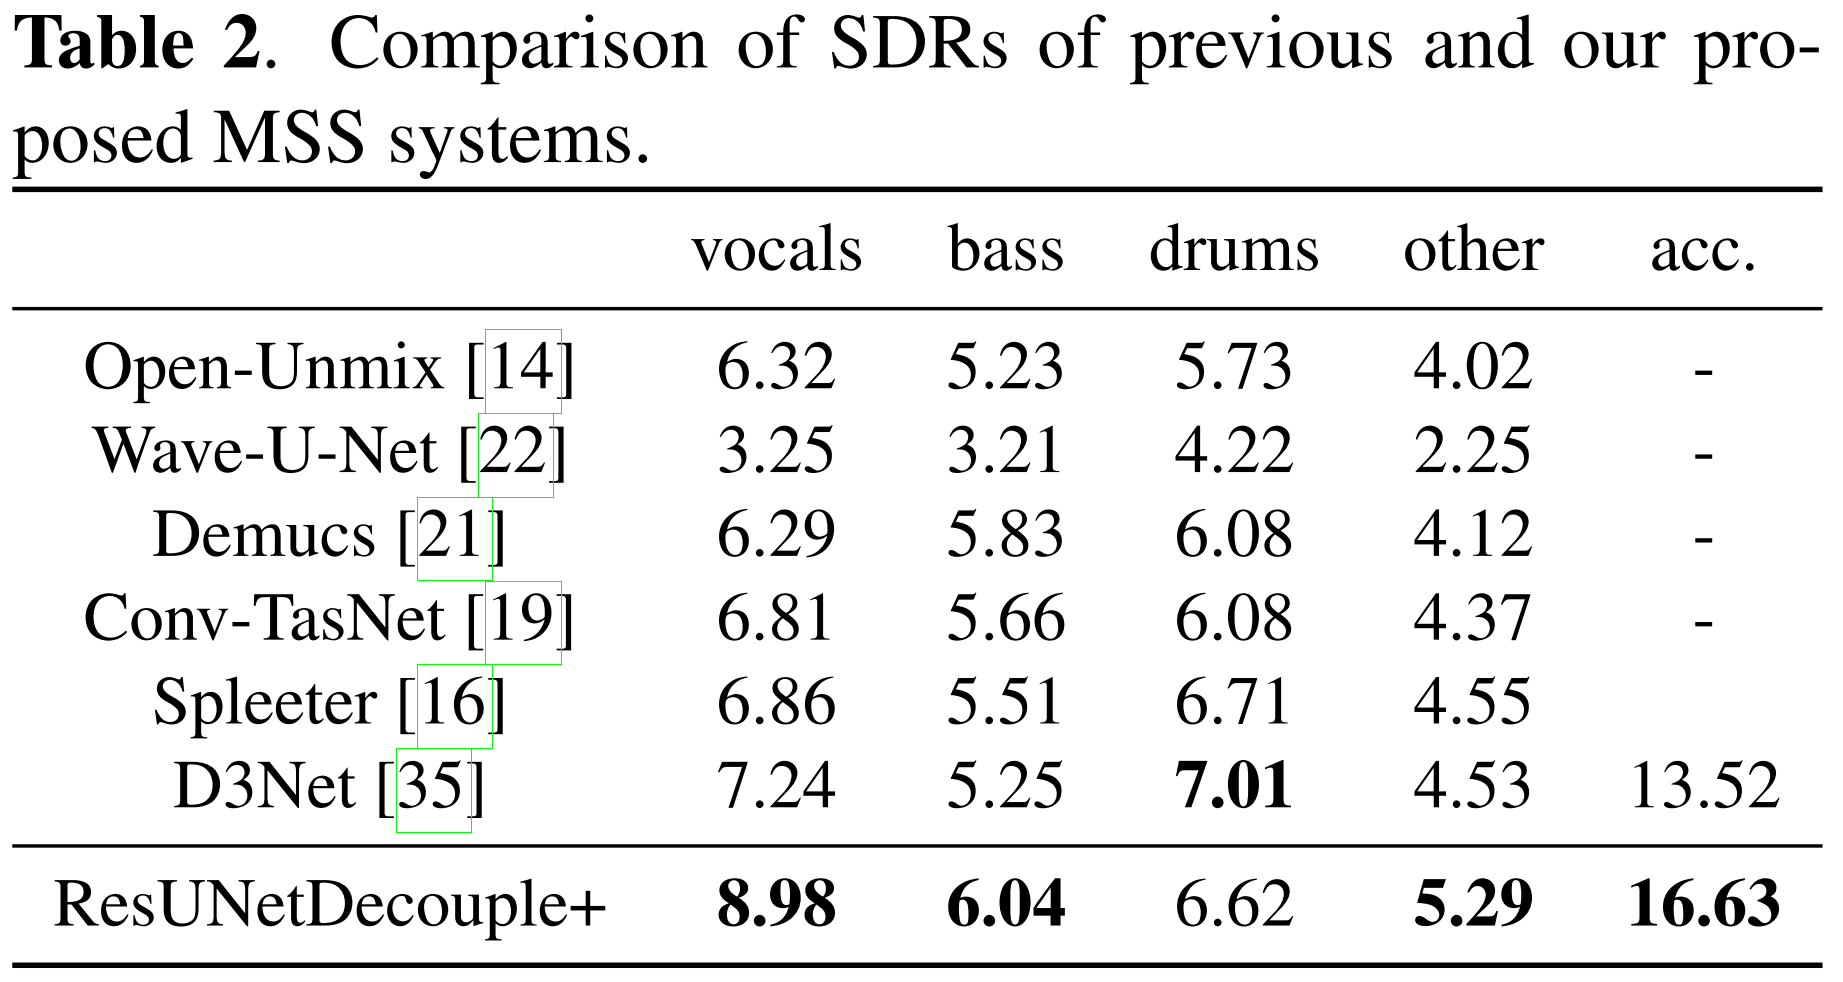 Table 2. Comparison of SDRs of previous and our pro-
posed MSS systems.
vocals bass drums other acc.
Open-Unmix [14] 6.32 5.23 5.73 4.02 -
Wave-U-Net [22] 3.25 3.21 4.22 2.25 -
Demucs [21] 6.29 5.83 6.08 4.12 -
Conv-TasNet [19] 6.81 5.66 6.08 4.37 -
Spleeter [16] 6.86 5.51 6.71 4.55
D3Net [35] 7.24 5.25 7.01 4.53 13.52
ResUNetDecouple+ 8.98 6.04 6.62 5.29 16.63